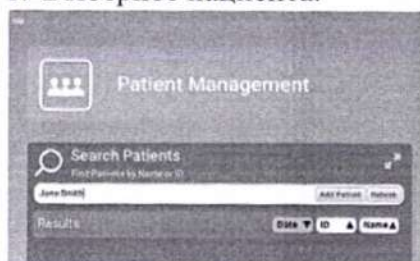 Patient Management
Search Patients
Find Patients by Name or ID
Jane Smith
Add Patient Refresh
Results
Date ▼ ID ▲ Name ▲